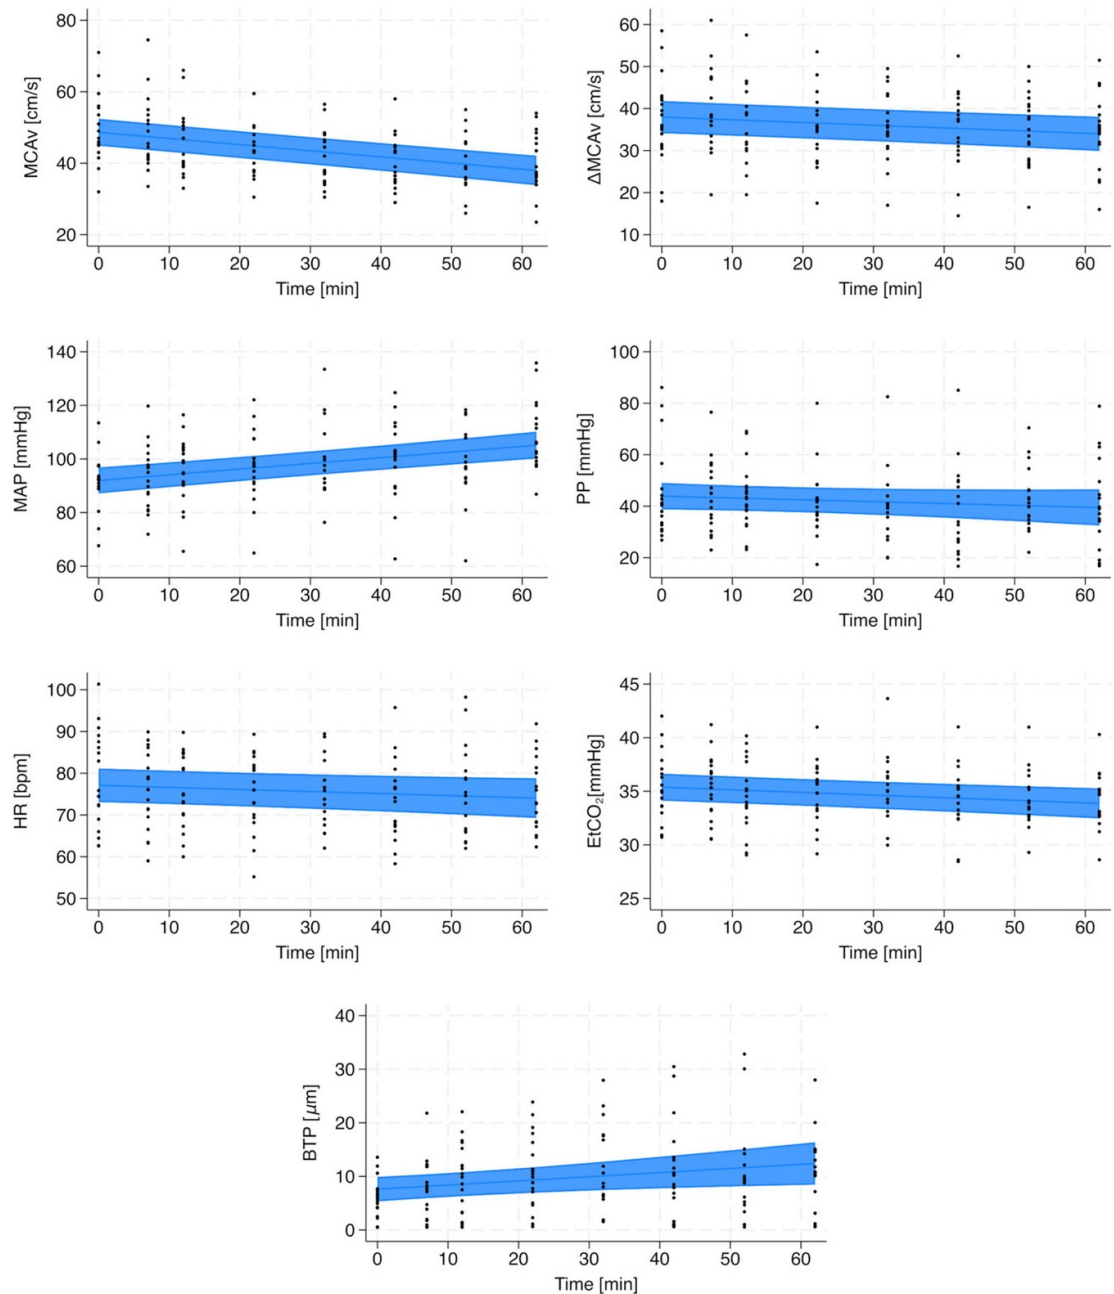 80
60
40
20
MCAv [cm/s]
0 10 20 30 40 50 60
Time [min]
60
50
40
30
20
10
ΔMCAv [cm/s]
0 10 20 30 40 50 60
Time [min]
140
120
100
80
60
MAP [mmHg]
0 10 20 30 40 50 60
Time [min]
100
80
60
40
20
PP [mmHg]
0 10 20 30 40 50 60
Time [min]
100
90
80
70
60
50
HR [bpm]
0 10 20 30 40 50 60
Time [min]
45
40
35
30
25
EtCO₂[mmHg]
0 10 20 30 40 50 60
Time [min]
40
30
20
10
0
BTP [μm]
0 10 20 30 40 50 60
Time [min]